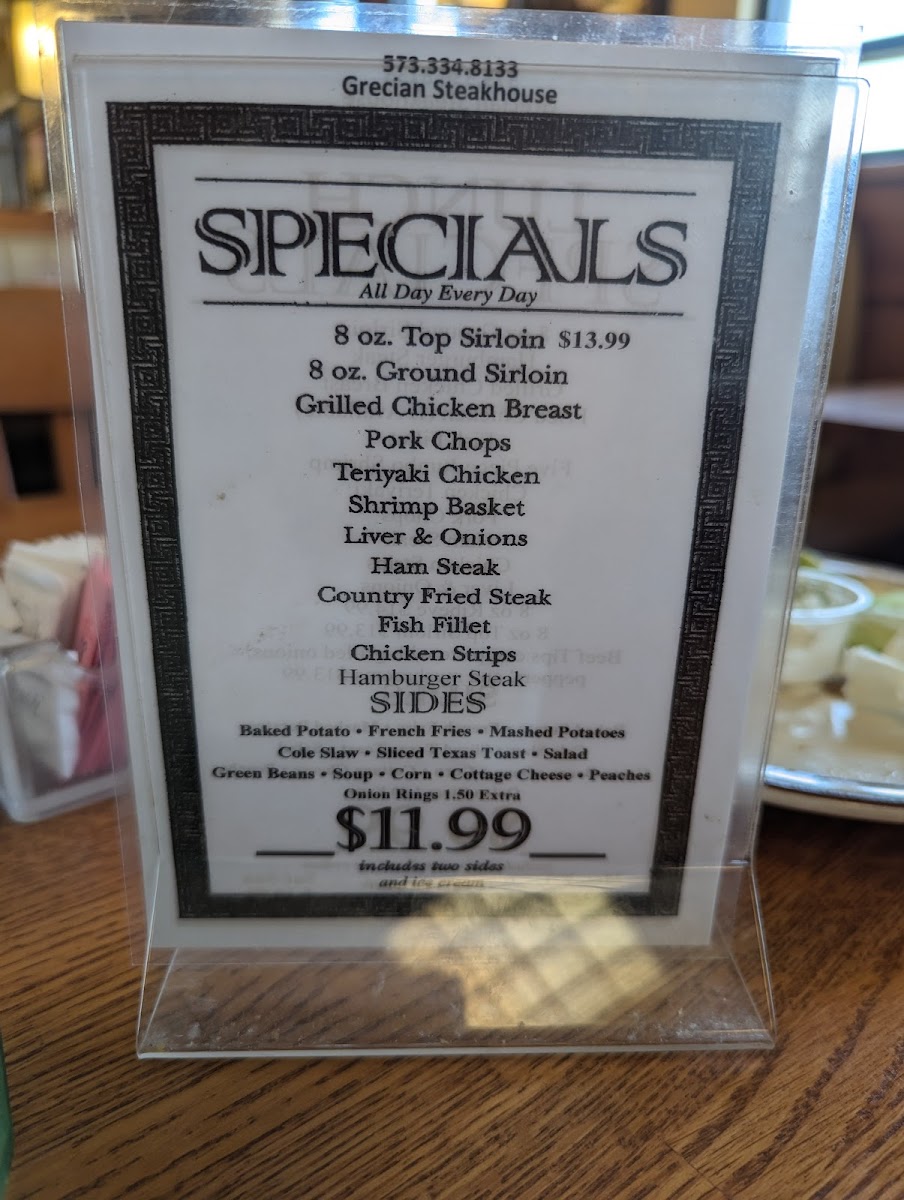 573.334.8133
Grecian Steakhouse
SPECIALS
All Day Every Day
8 oz. Top Sirloin $13.99
8 oz. Ground Sirloin
Grilled Chicken Breast
Pork Chops
Teriyaki Chicken
Shrimp Basket
Liver & Onions
Ham Steak
Country Fried Steak
Fish Fillet
Chicken Strips
Hamburger Steak
SIDES
Baked Potato • French Fries • Mashed Potatoes
Cole Slaw • Sliced Texas Toast • Salad
Green Beans • Soup • Corn • Cottage Cheese • Peaches
Onion Rings 1.50 Extra
$11.99
includes two sides
and ice cream